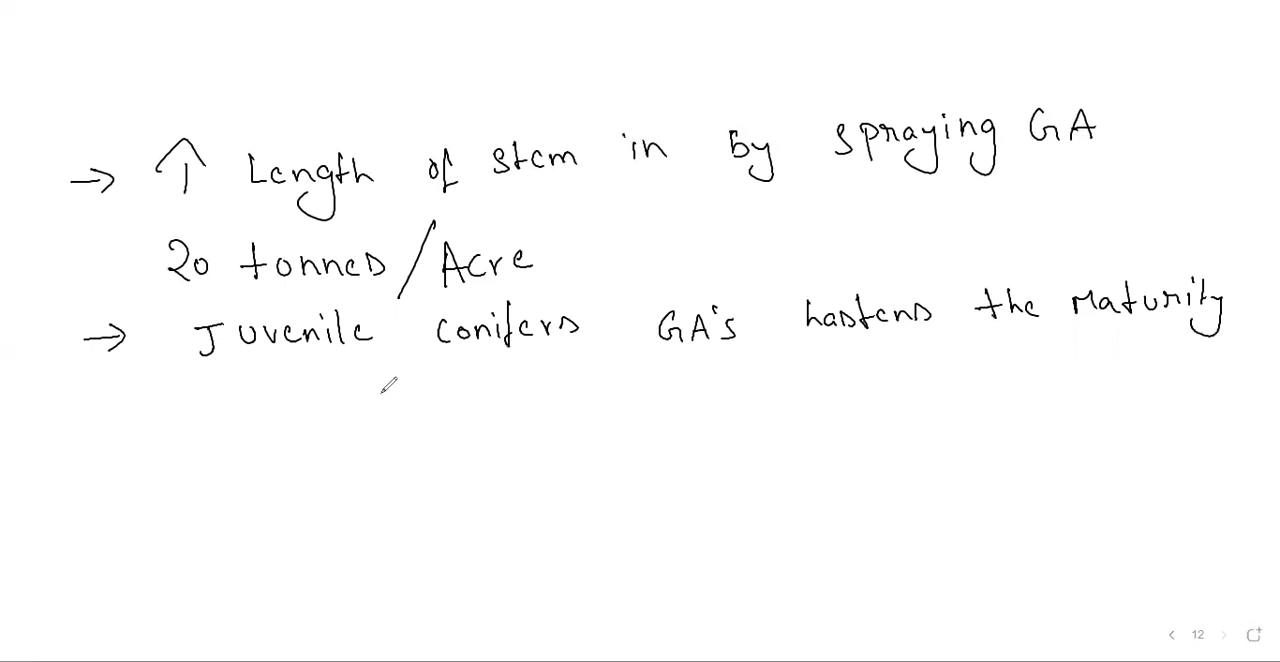 → ↑ Length of stem in by spraying GA
20 tonnes/Acre
→ Juvenile conifers GA's hastens the maturity
< 12 >